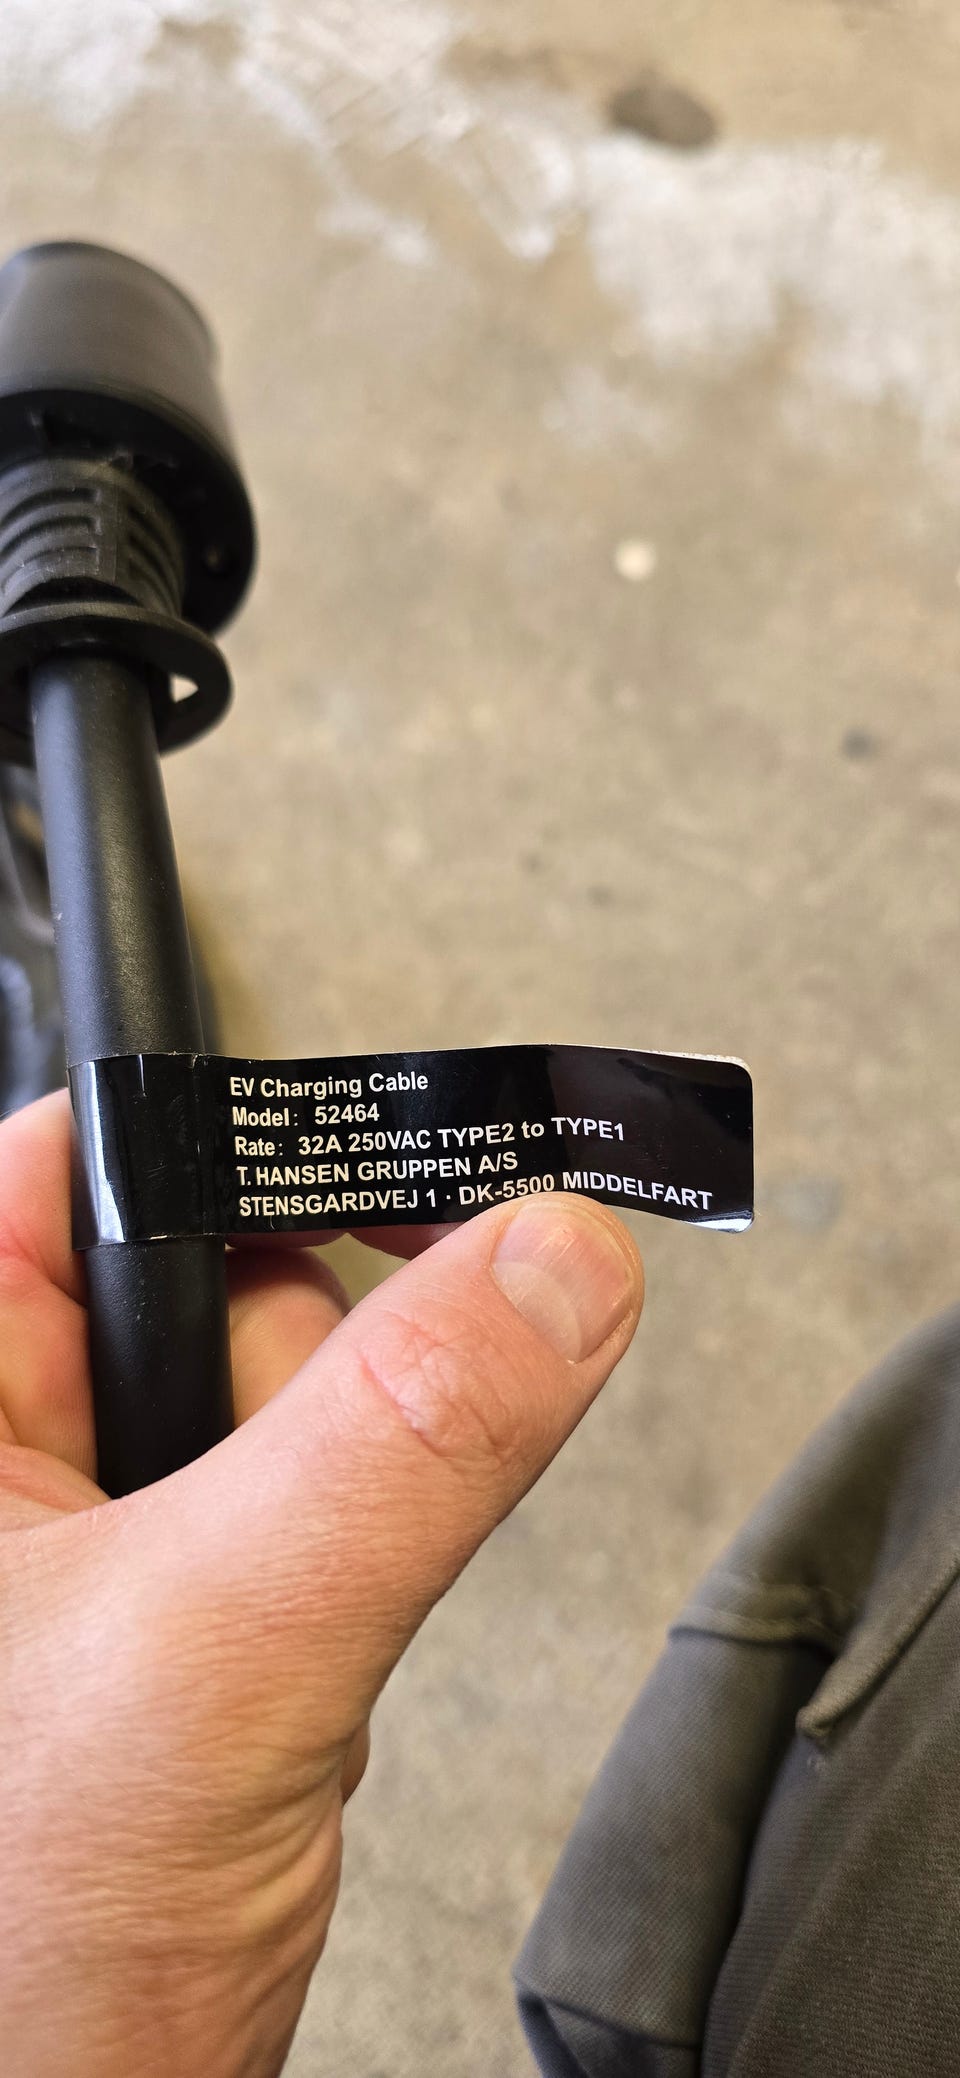 EV Charging Cable
Model: 52464
Rate: 32A 250VAC TYPE2 to TYPE1
T. HANSEN GRUPPEN A/S
STENSGARDVEJ 1 · DK-5500 MIDDELFART